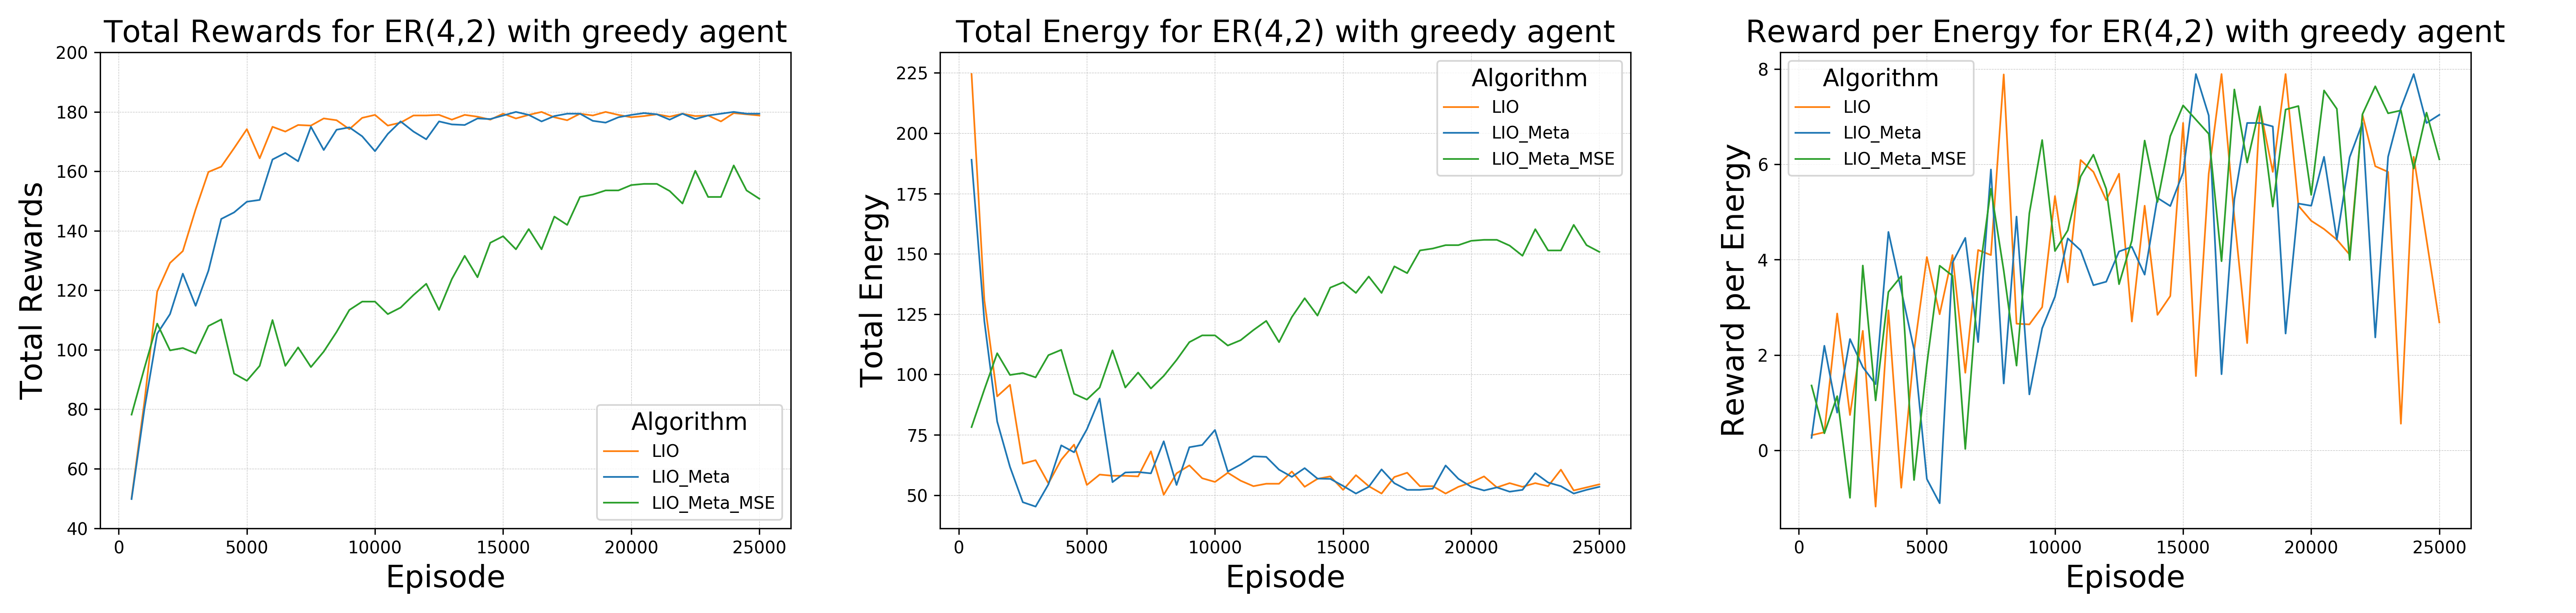 Total Rewards for ER(4,2) with greedy agent
Total Rewards
200
180
160
140
120
100
80
60
40
0
5000
10000
15000
20000
25000
Episode
Algorithm
LIO
LIO_Meta
LIO_Meta_MSE
Total Energy for ER(4,2) with greedy agent
Total Energy
225
200
175
150
125
100
75
50
0
5000
10000
15000
20000
25000
Episode
Algorithm
LIO
LIO_Meta
LIO_Meta_MSE
Reward per Energy for ER(4,2) with greedy agent
Reward per Energy
8
6
4
2
0
0
5000
10000
15000
20000
25000
Episode
Algorithm
LIO
LIO_Meta
LIO_Meta_MSE